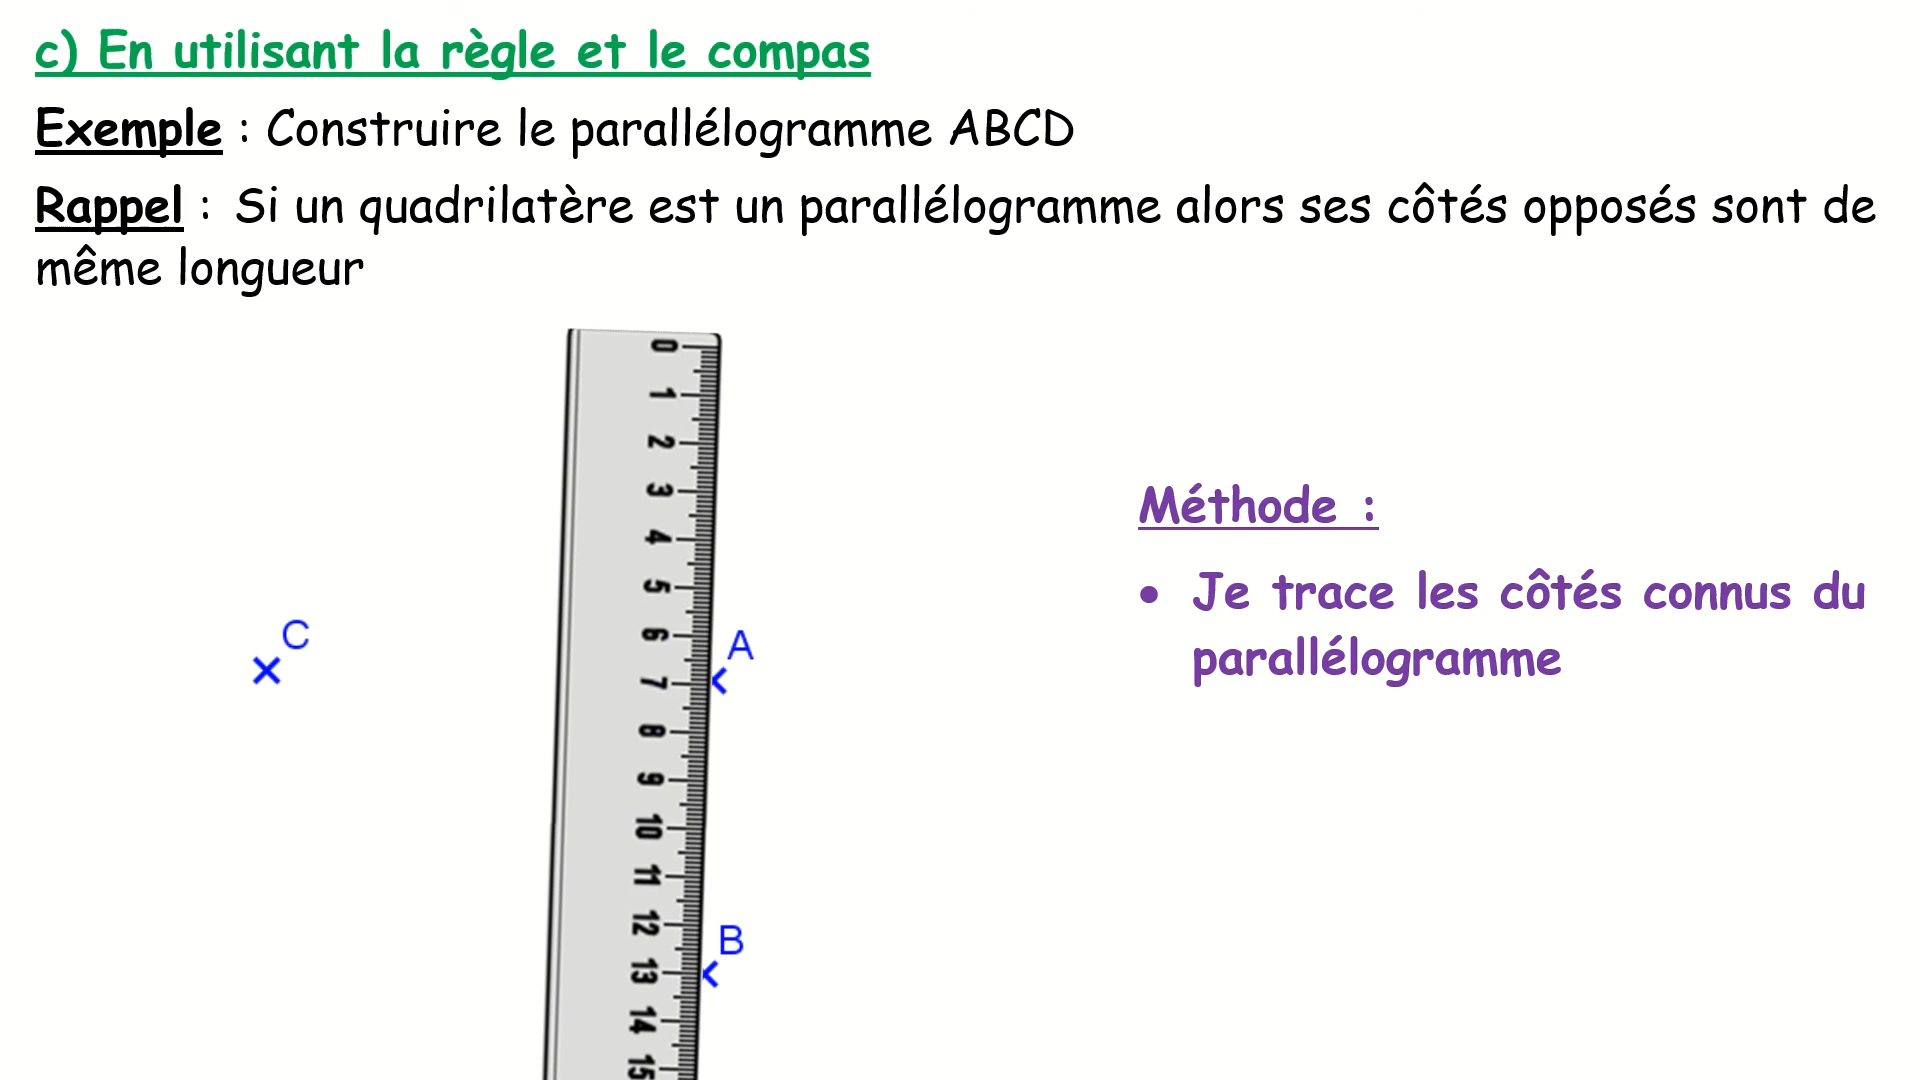 c) En utilisant la règle et le compas
Exemple : Construire le parallélogramme ABCD
Rappel : Si un quadrilatère est un parallélogramme alors ses côtés opposés sont de
même longueur
0
1
2
3
4
5
6
7
8
9
10
11
12
13
14
15
C
A
B
Méthode :
• Je trace les côtés connus du
parallélogramme